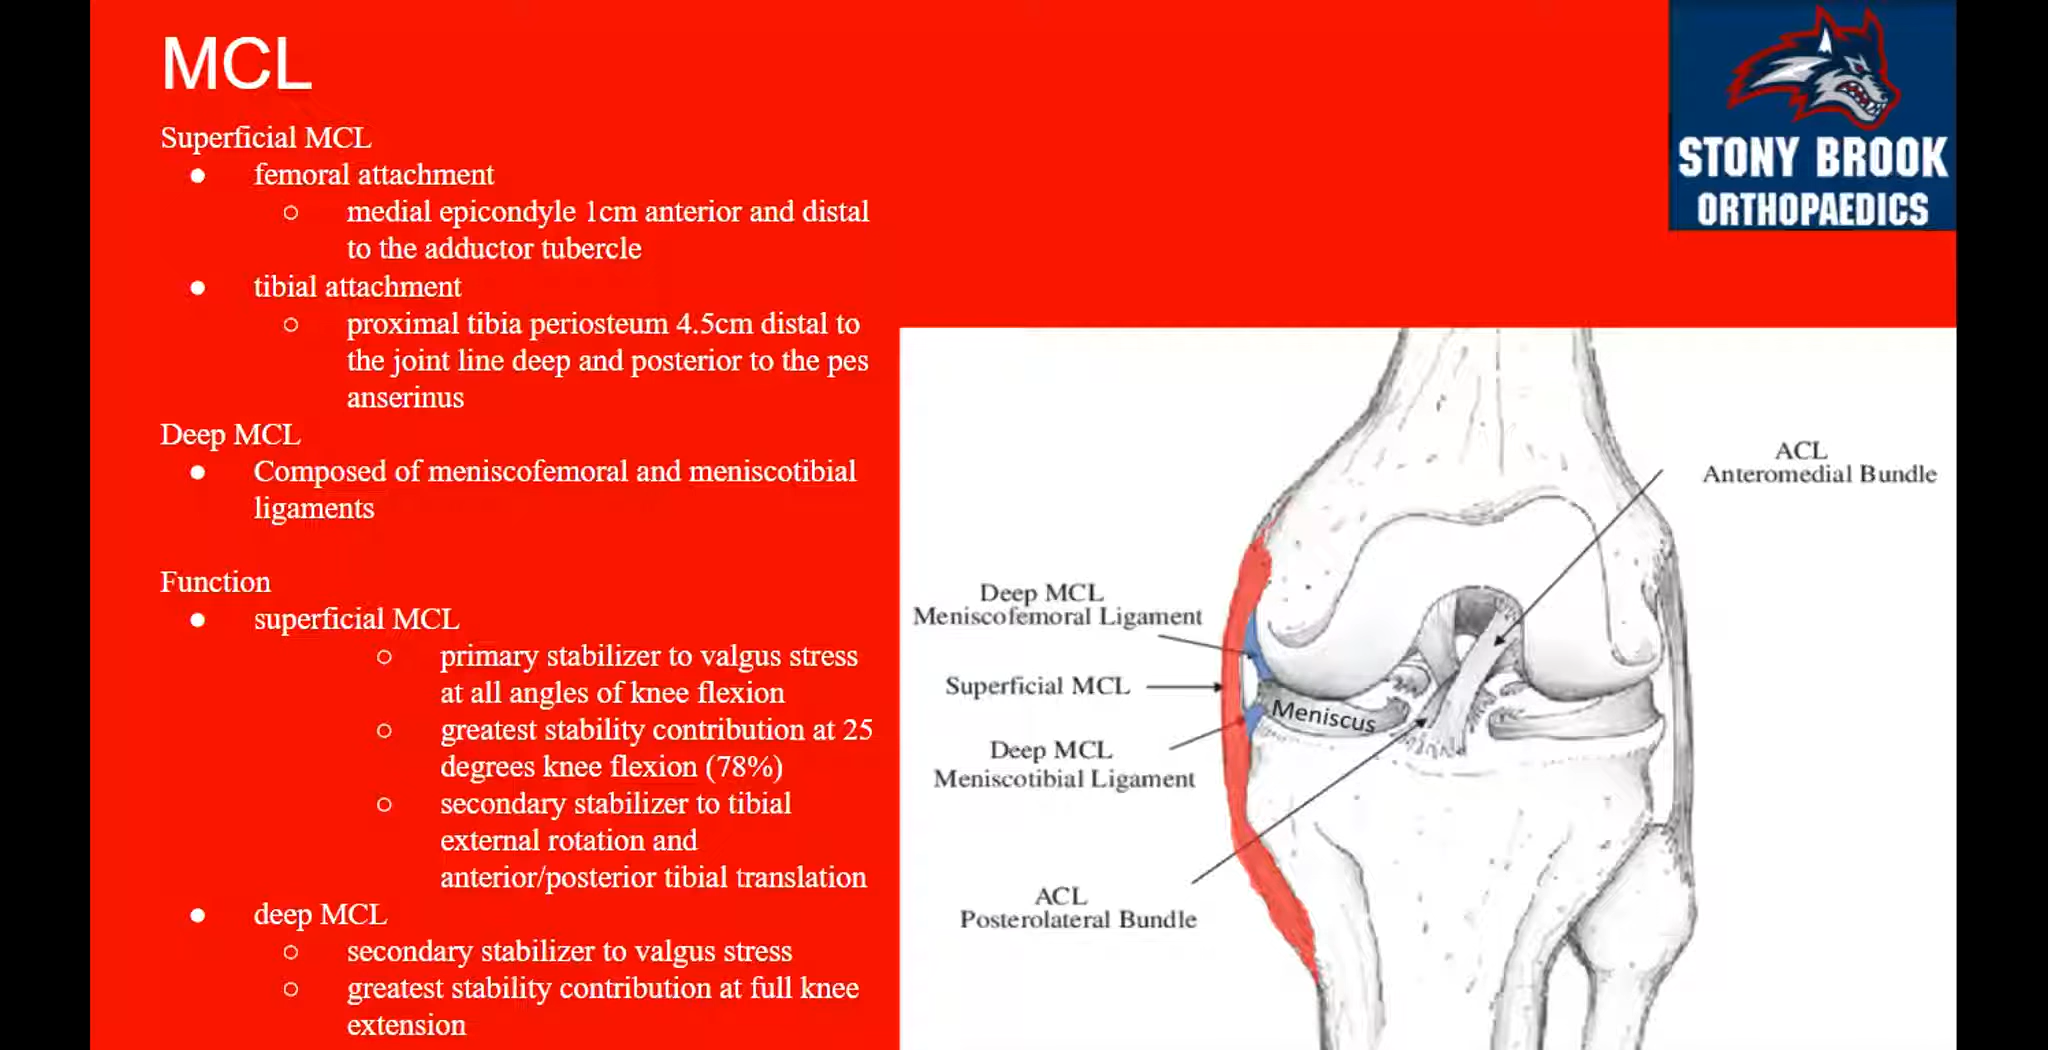 MCL
Superficial MCL
● femoral attachment
○ medial epicondyle 1cm anterior and distal
to the adductor tubercle
● tibial attachment
○ proximal tibia periosteum 4.5cm distal to
the joint line deep and posterior to the pes
anserinus
Deep MCL
● Composed of meniscofemoral and meniscotibial
ligaments
Function
● superficial MCL
○ primary stabilizer to valgus stress
at all angles of knee flexion
○ greatest stability contribution at 25
degrees knee flexion (78%)
○ secondary stabilizer to tibial
external rotation and
anterior/posterior tibial translation
● deep MCL
○ secondary stabilizer to valgus stress
○ greatest stability contribution at full knee
extension
STONY BROOK
ORTHOPAEDICS
ACL
Anteromedial Bundle
Deep MCL
Meniscofemoral Ligament
Superficial MCL
Meniscus
Deep MCL
Meniscotibial Ligament
ACL
Posterolateral Bundle